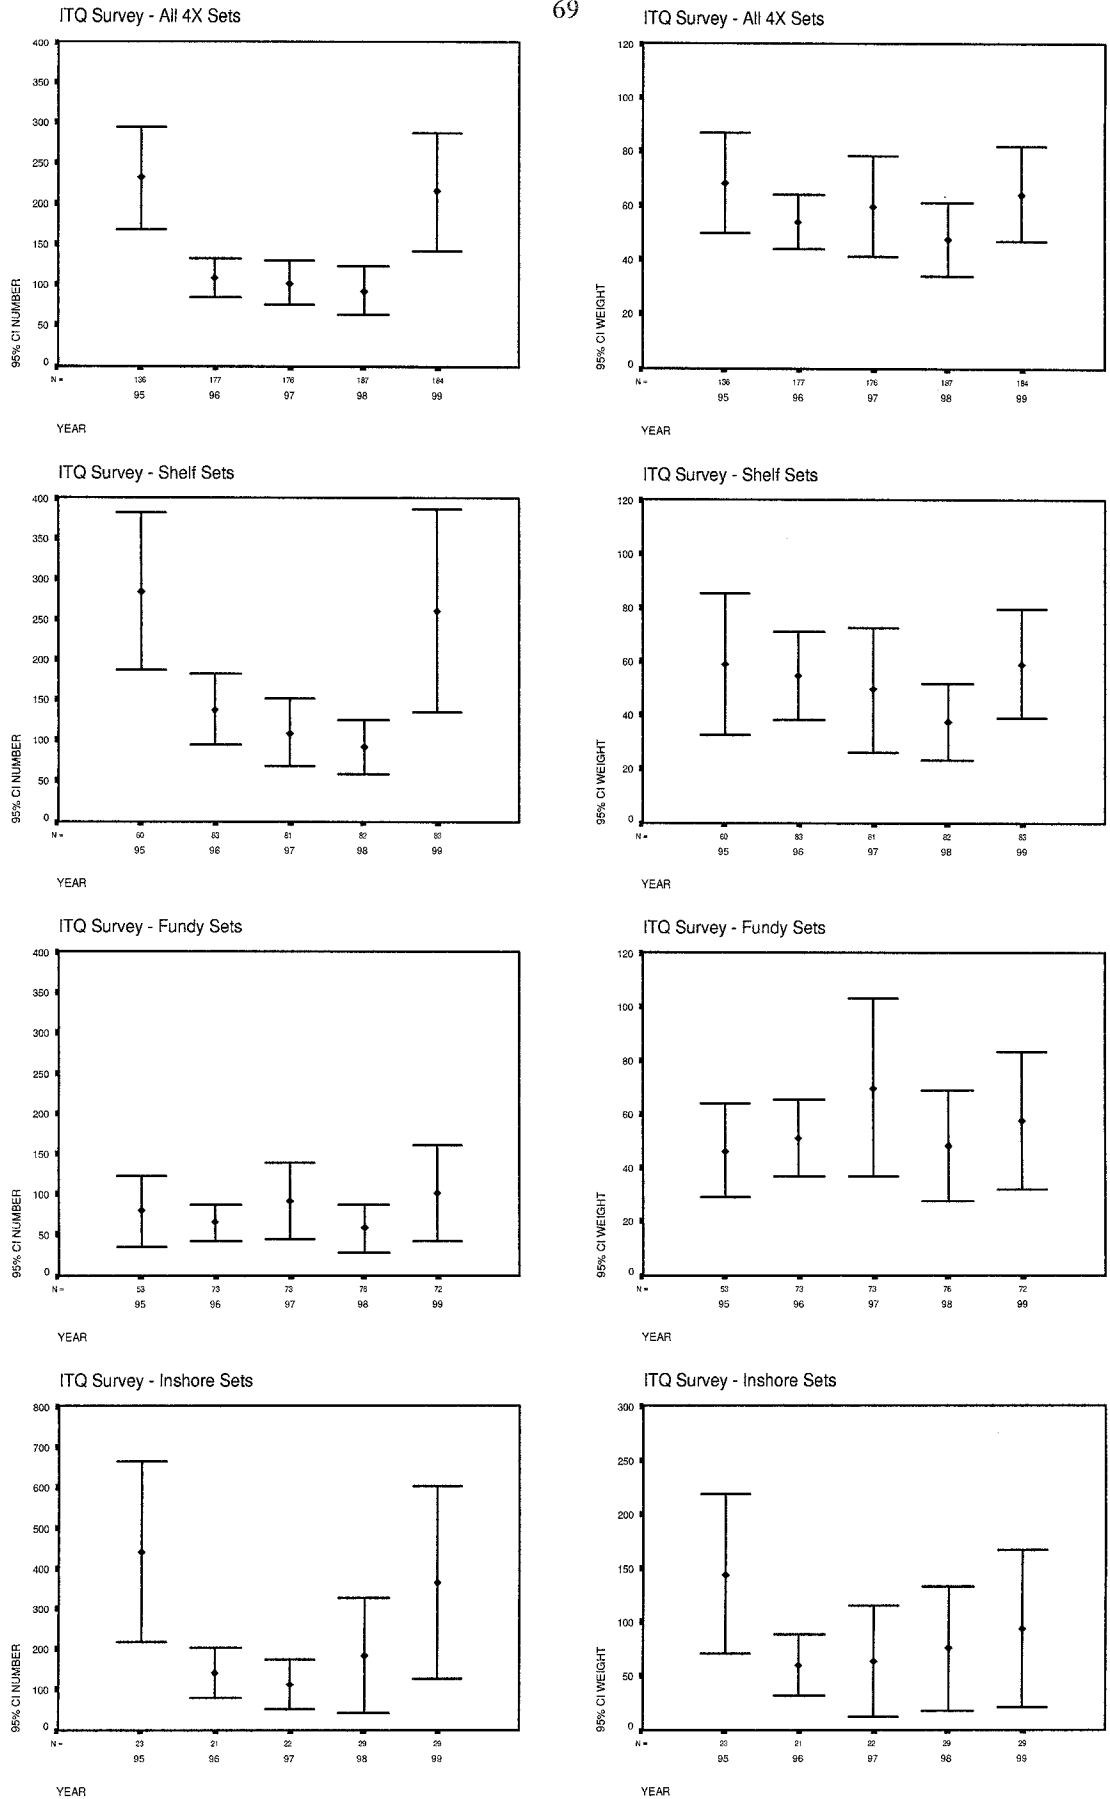 69
ITQ Survey - All 4X Sets
400
350
300
250
200
150
100
50
0
95% CI NUMBER
N = 136 177 176 187 184
95 96 97 98 99
YEAR
ITQ Survey - All 4X Sets
120
100
80
60
40
20
0
95% CI WEIGHT
N = 136 177 176 187 184
95 96 97 98 99
YEAR
ITQ Survey - Shelf Sets
400
350
300
250
200
150
100
50
0
95% CI NUMBER
N = 60 83 81 82 83
95 96 97 98 99
YEAR
ITQ Survey - Shelf Sets
120
100
80
60
40
20
0
95% CI WEIGHT
N = 60 83 81 82 83
95 96 97 98 99
YEAR
ITQ Survey - Fundy Sets
400
350
300
250
200
150
100
50
0
95% CI NUMBER
N = 53 73 73 76 72
95 96 97 98 99
YEAR
ITQ Survey - Fundy Sets
120
100
80
60
40
20
0
95% CI WEIGHT
N = 53 73 73 76 72
95 96 97 98 99
YEAR
ITQ Survey - Inshore Sets
800
700
600
500
400
300
200
100
0
95% CI NUMBER
N = 23 21 22 29 29
95 96 97 98 99
YEAR
ITQ Survey - Inshore Sets
300
250
200
150
100
50
0
95% CI WEIGHT
N = 23 21 22 29 29
95 96 97 98 99
YEAR